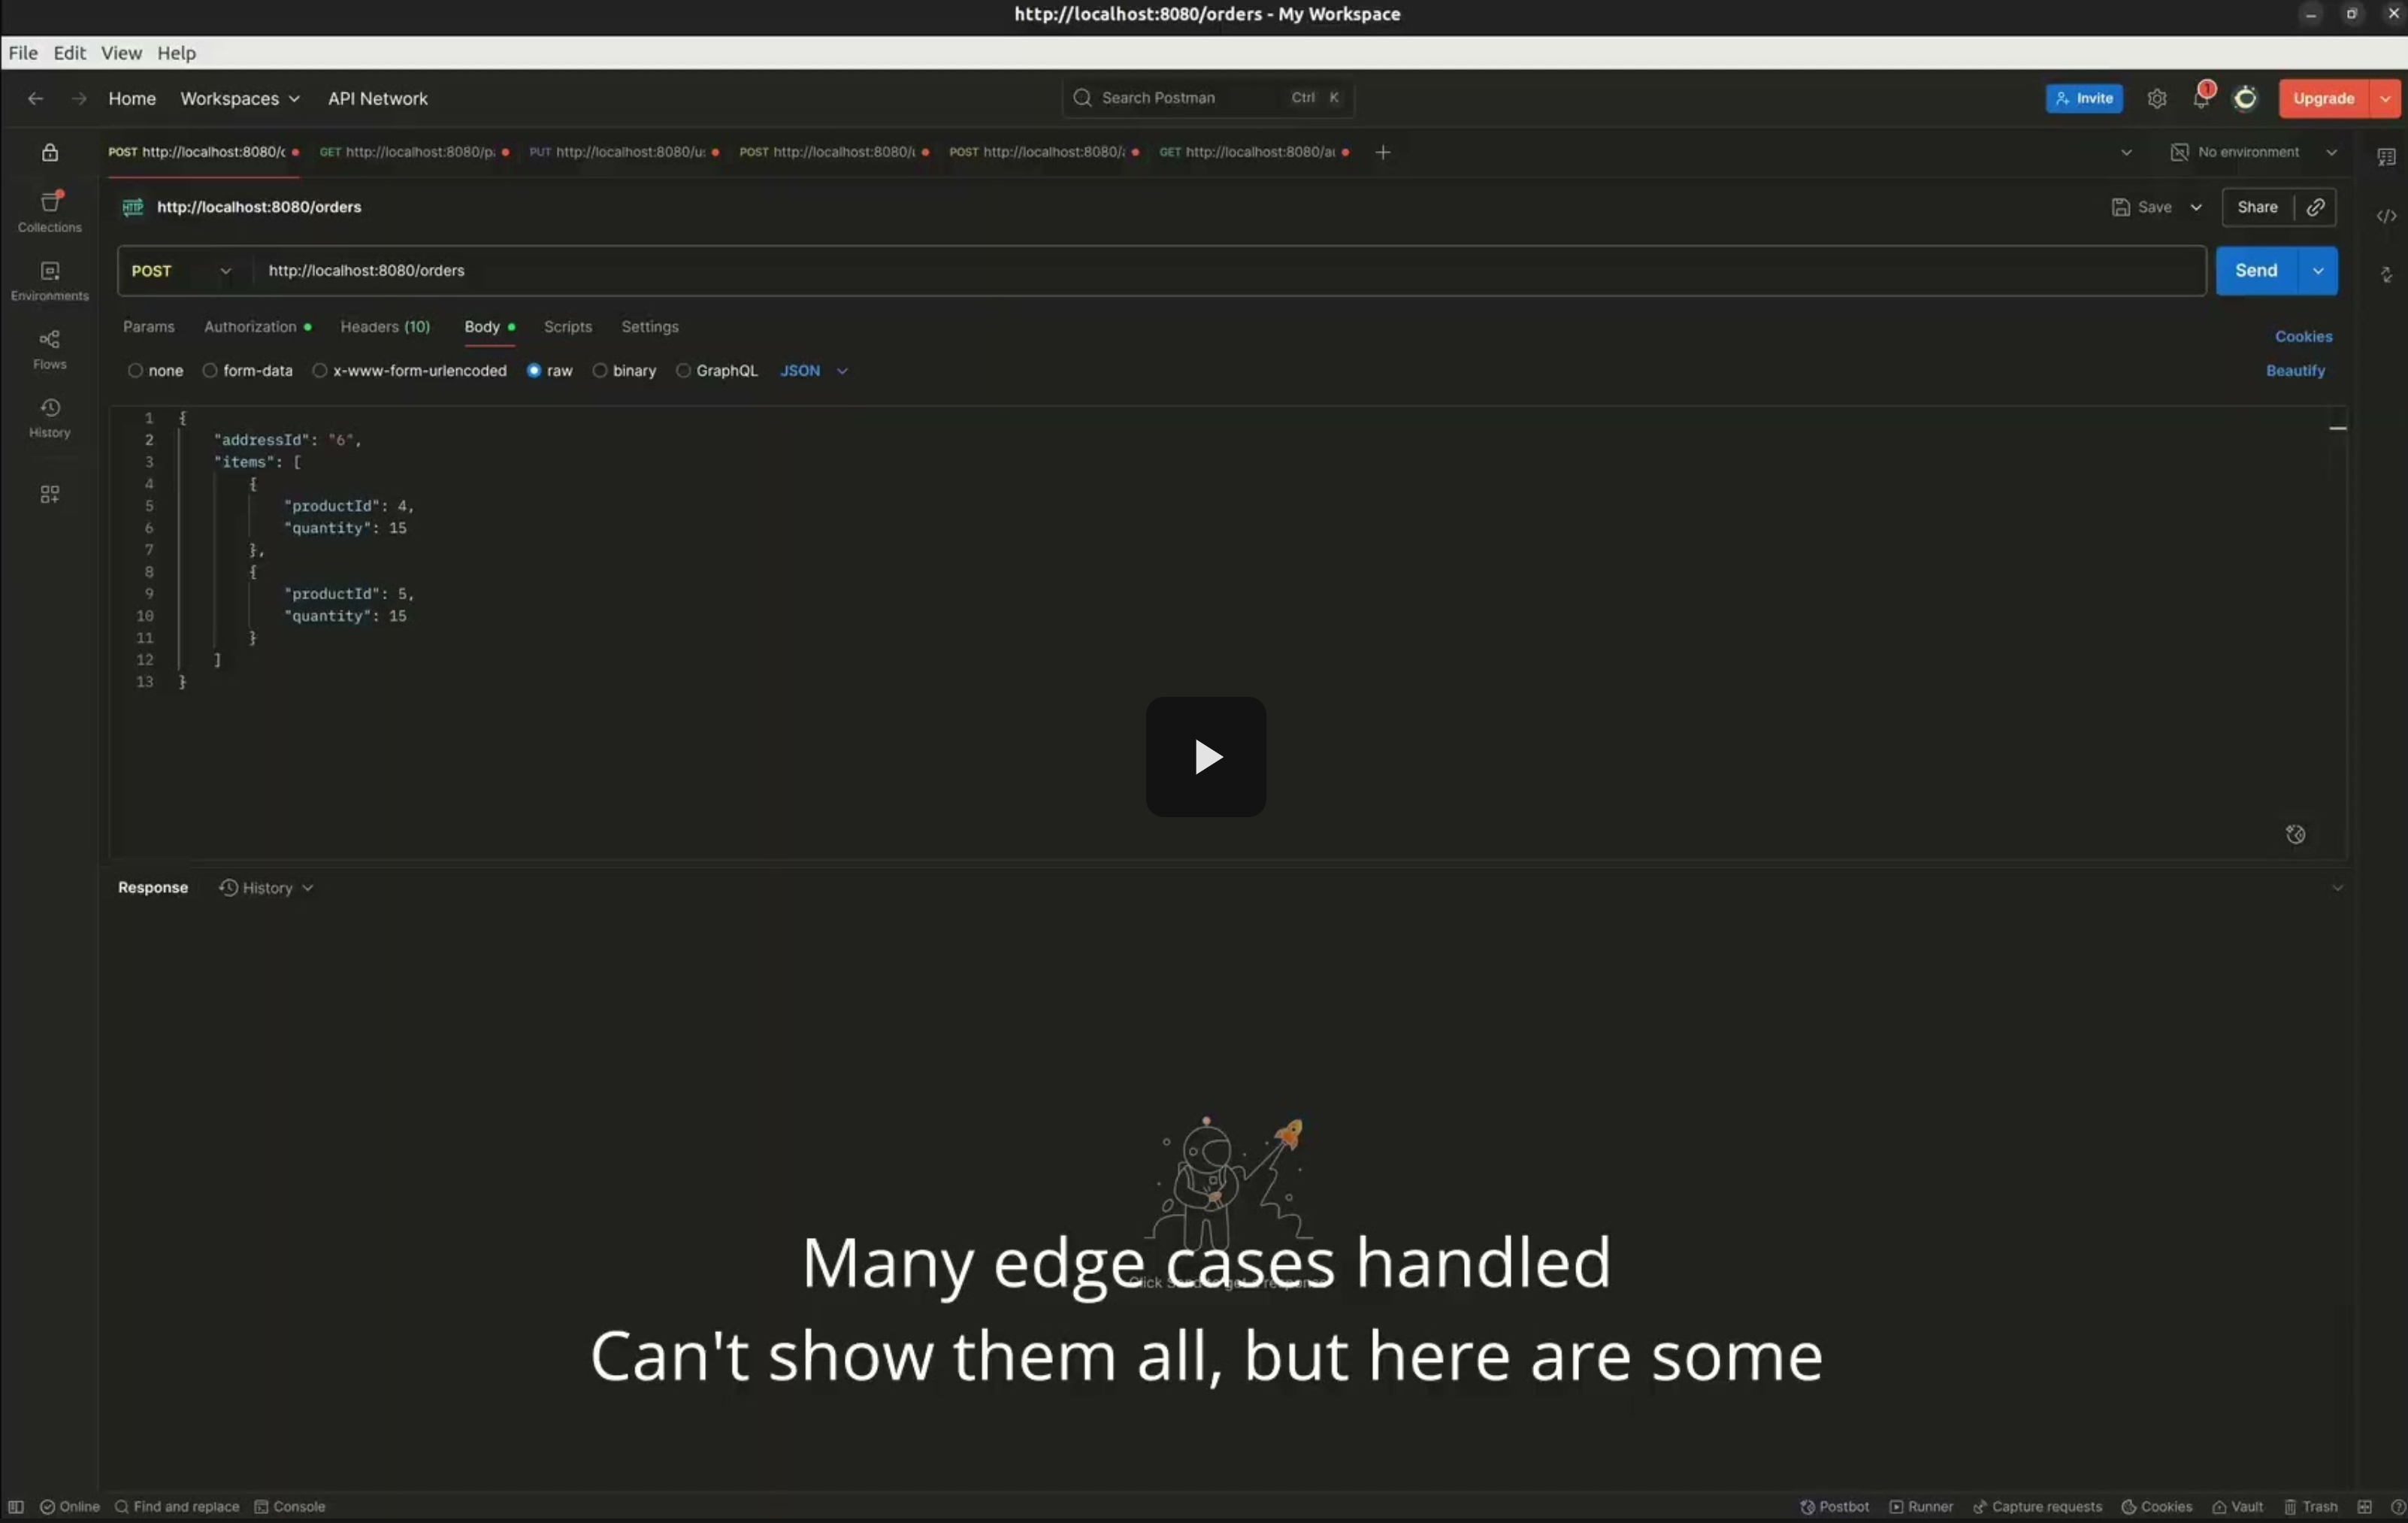 http://localhost:8080/orders - My Workspace
File Edit View Help
Home Workspaces API Network
Search Postman Ctrl K
Invite
1
Upgrade
POST http://localhost:8080/c GET http://localhost:8080/p PUT http://localhost:8080/u POST http://localhost:8080/ POST http://localhost:8080/ GET http://localhost:8080/au
No environment
Collections
Environments
Flows
History
HTTP http://localhost:8080/orders
Save Share
POST http://localhost:8080/orders
Send
Params Authorization Headers (10) Body Scripts Settings
Cookies
none form-data x-www-form-urlencoded raw binary GraphQL JSON
Beautify
1 {
2 "addressId": "6",
3 "items": [
4 {
5 "productId": 4,
6 "quantity": 15
7 },
8 {
9 "productId": 5,
10 "quantity": 15
11 }
12 ]
13 }
Response History
Many edge cases handled
Can't show them all, but here are some
Online Find and replace Console
Postbot Runner Capture requests Cookies Vault Trash